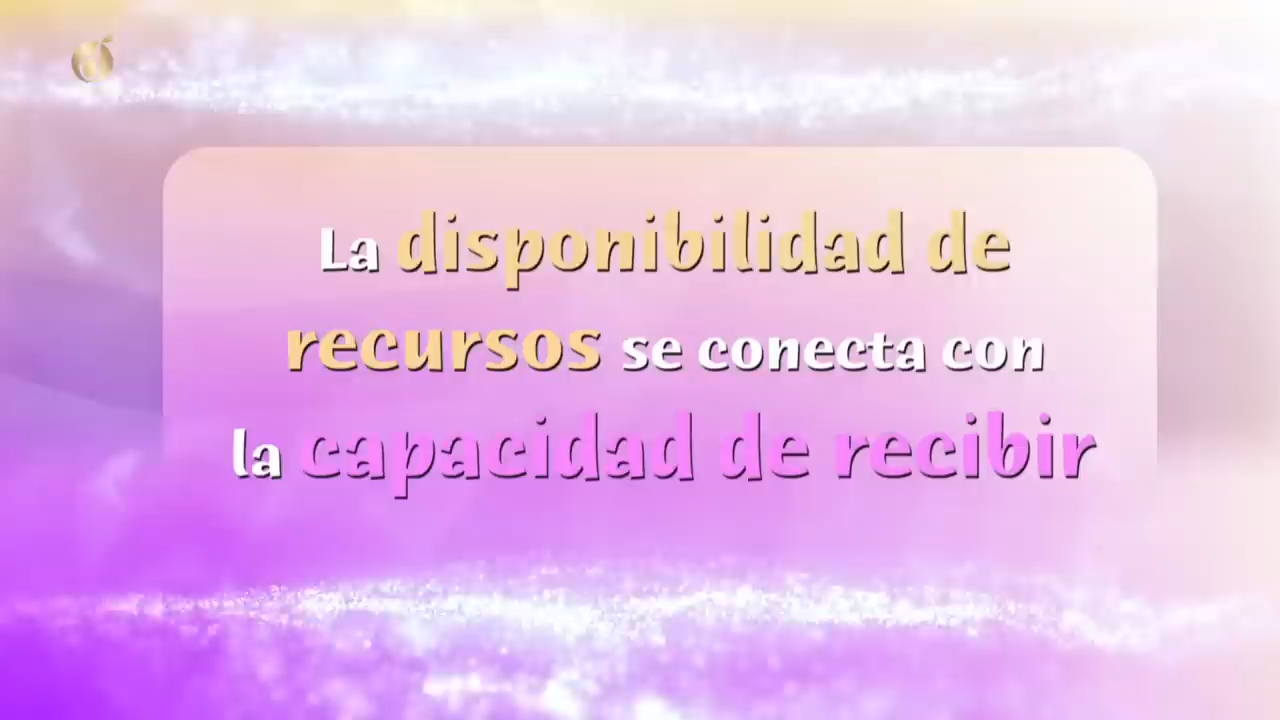 La disponibilidad de
recursos se conecta con
la capacidad de recibir